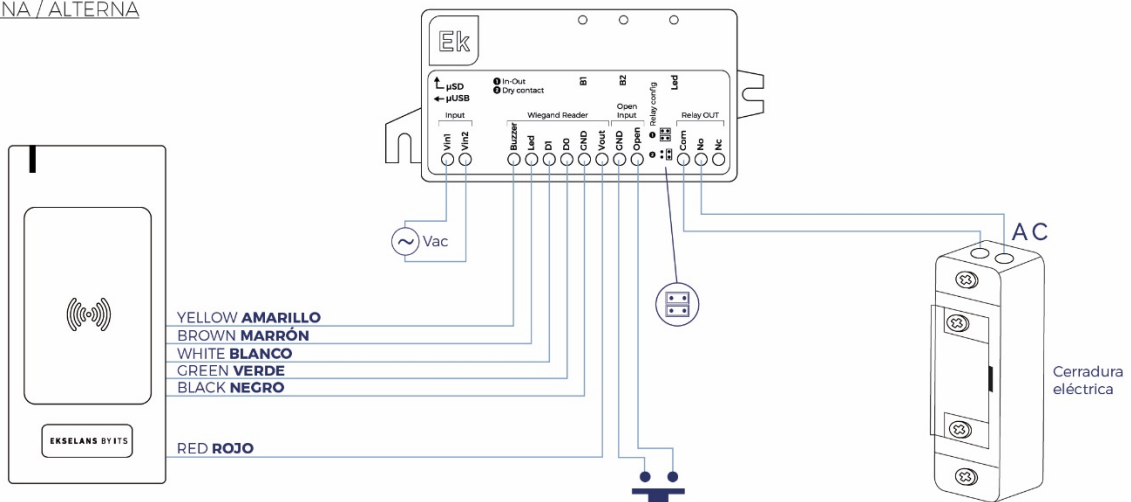 NA / ALTERNA
Ek
µSD
µUSB
1 In-Out
2 Dry contact
B1
B2
Led
Input
Wiegand Reader
Open Input
Relay config
Relay OUT
Vin1
Vin2
Buzzer
Led
D1
D0
GND
Vout
GND
Open
1
2
Com
No
Nc
Vac
AC
YELLOW AMARILLO
BROWN MARRÓN
WHITE BLANCO
GREEN VERDE
BLACK NEGRO
RED ROJO
EKSELANS BY ITS
Cerradura
eléctrica